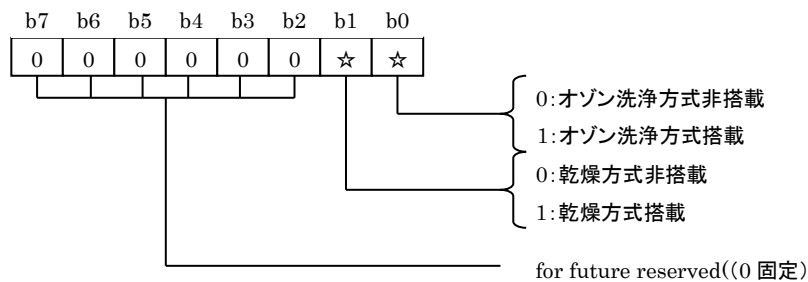 b7 b6 b5 b4 b3 b2 b1 b0
0 0 0 0 0 0 ☆ ☆
0:オゾン洗浄方式非搭載
1:オゾン洗浄方式搭載
0:乾燥方式非搭載
1:乾燥方式搭載
for future reserved((0 固定)